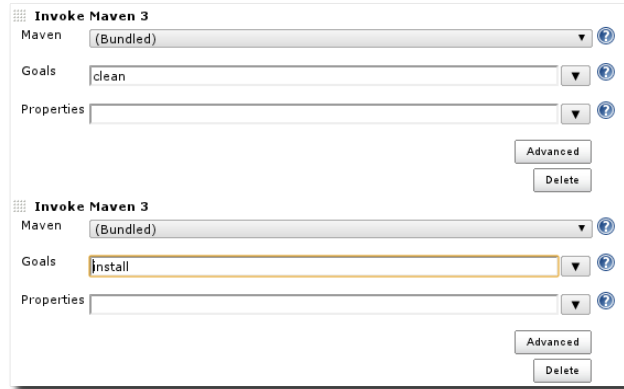 Invoke Maven 3
Maven (Bundled)
Goals clean
Properties
Advanced
Delete
Invoke Maven 3
Maven (Bundled)
Goals install
Properties
Advanced
Delete